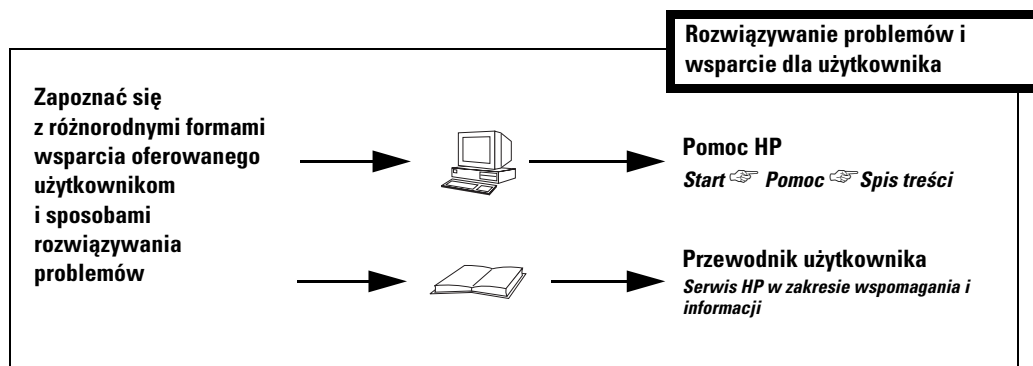 Rozwiązywanie problemów i
wsparcie dla użytkownika
Zapoznać się
z różnorodnymi formami
wsparcia oferowanego
użytkownikom
i sposobami
rozwiązywania
problemów
Pomoc HP
Start ☞ Pomoc ☞ Spis treści
Przewodnik użytkownika
Serwis HP w zakresie wspomagania i
informacji